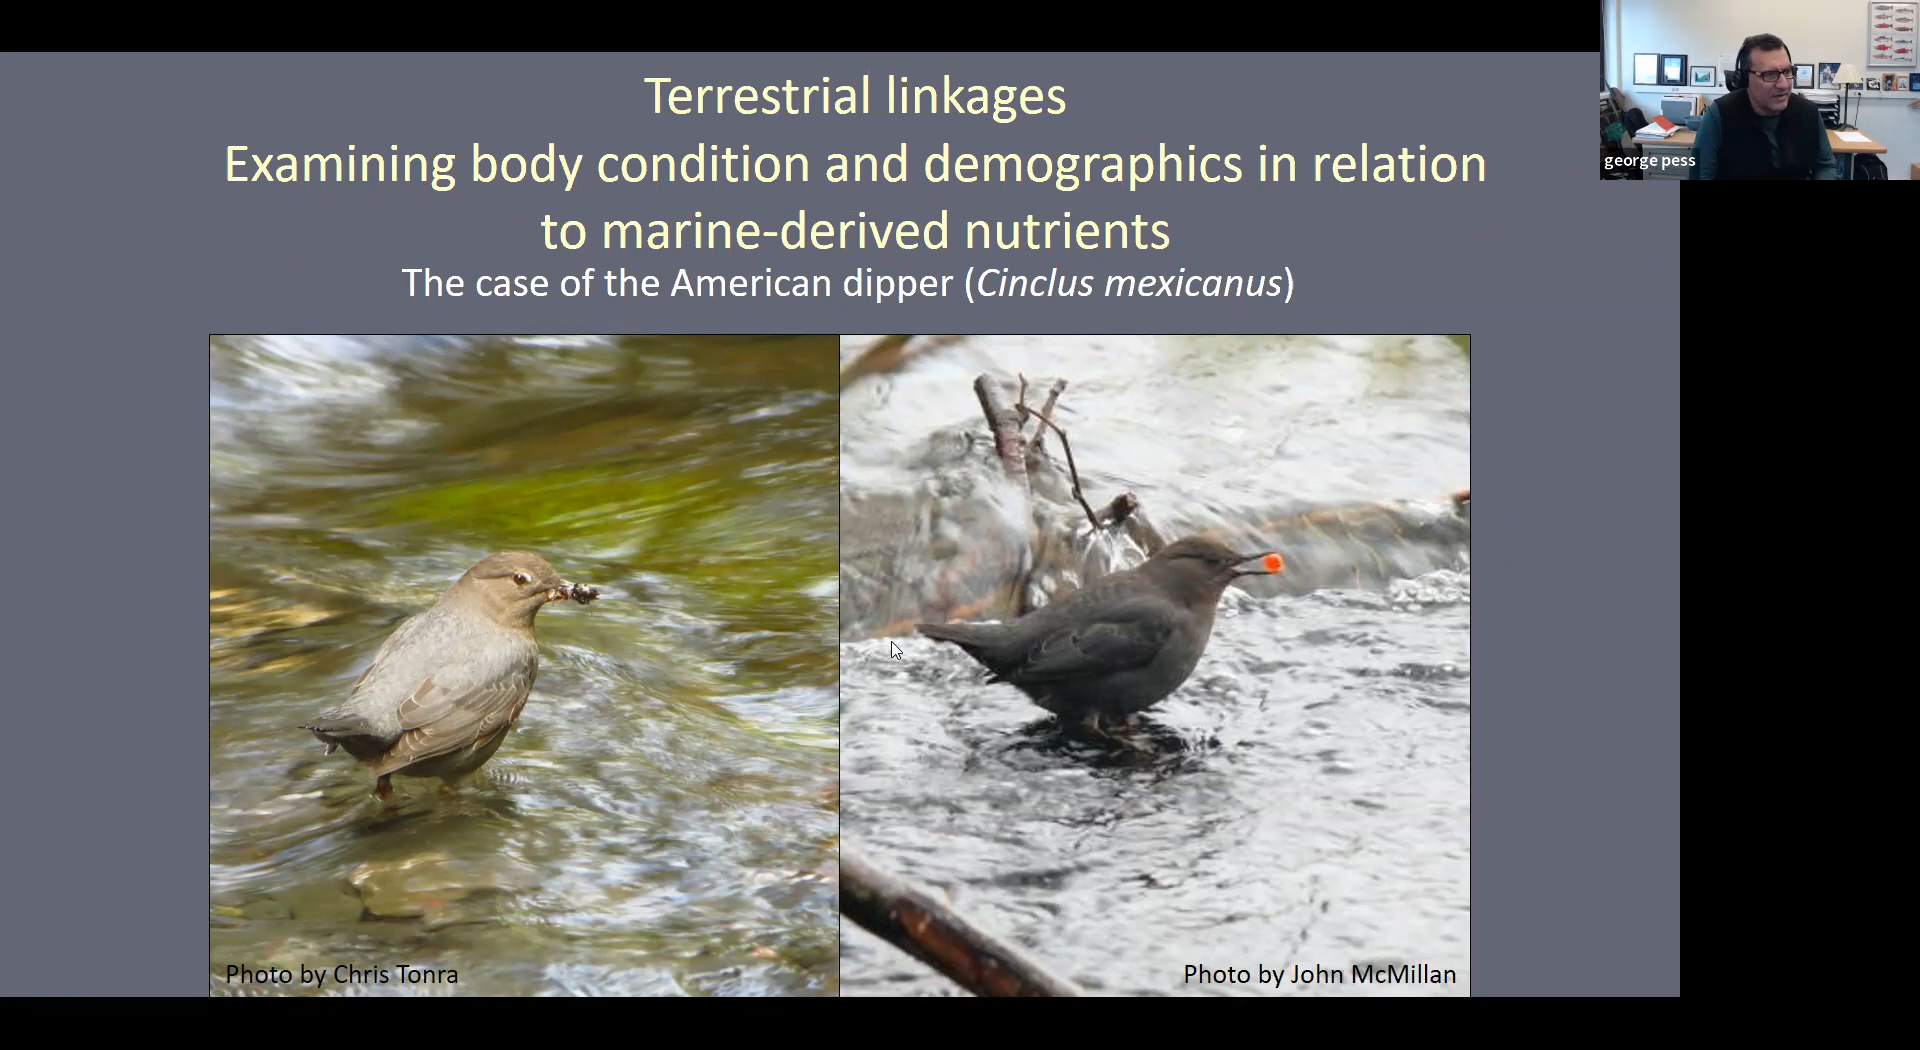 Terrestrial linkages
Examining body condition and demographics in relation
to marine-derived nutrients
The case of the American dipper (Cinclus mexicanus)
george pess
Photo by Chris Tonra
Photo by John McMillan